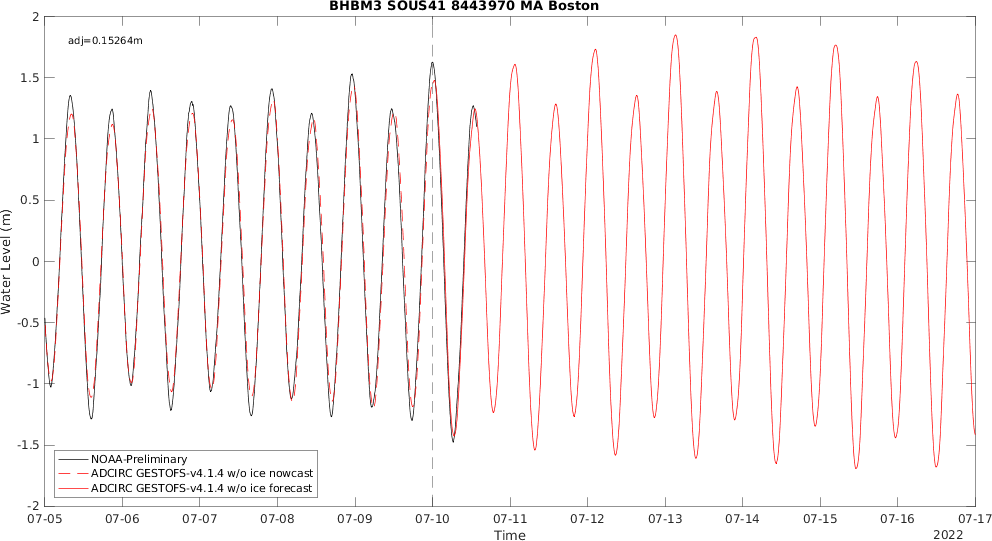 BHBM3 SOUS41 8443970 MA Boston
adj=0.15264m
2
1.5
1
0.5
0
-0.5
-1
-1.5
-2
Water Level (m)
NOAA-Preliminary
ADCIRC GESTOFS-v4.1.4 w/o ice nowcast
ADCIRC GESTOFS-v4.1.4 w/o ice forecast
07-05 07-06 07-07 07-08 07-09 07-10 07-11 07-12 07-13 07-14 07-15 07-16 07-17
Time
2022